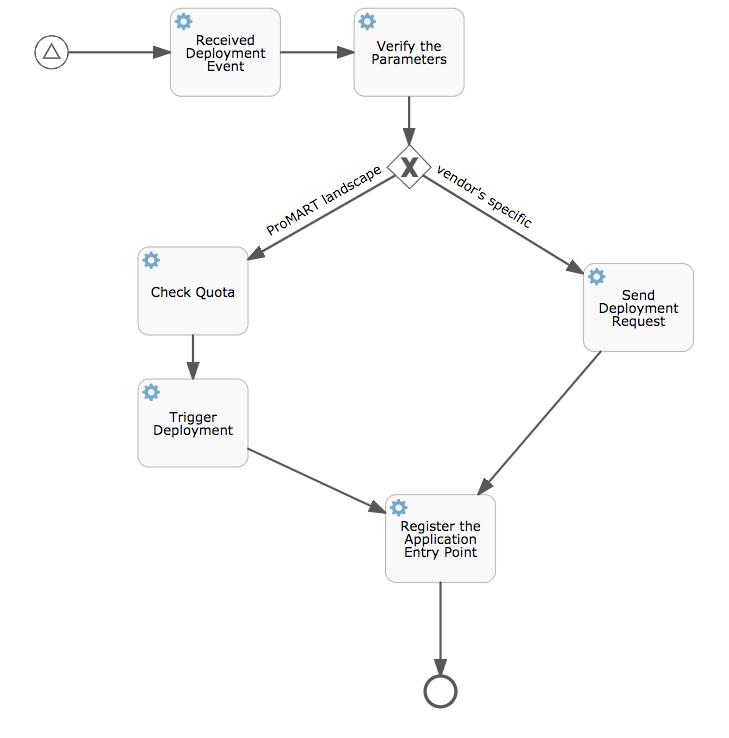 Received
Deployment
Event
Verify the
Parameters
X
ProMART landscape
vendor's specific
Check Quota
Send
Deployment
Request
Trigger
Deployment
Register the
Application
Entry Point